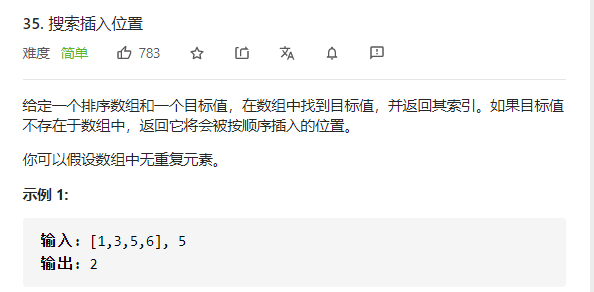 35. 搜索插入位置
难度 简单 783
给定一个排序数组和一个目标值，在数组中找到目标值，并返回其索引。如果目标值
不存在于数组中，返回它将会被按顺序插入的位置。
你可以假设数组中无重复元素。
示例 1:
输入: [1,3,5,6], 5
输出: 2